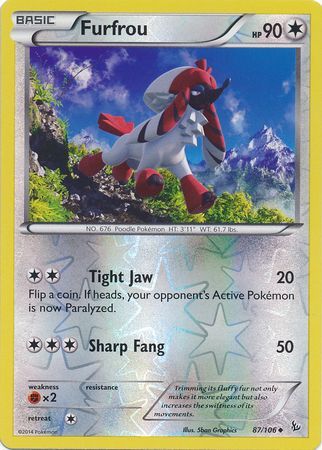 BASIC
Furfrou
HP 90
NO. 676 Poodle Pokémon HT: 3'11" WT: 61.7 lbs.
Tight Jaw 20
Flip a coin. If heads, your opponent's Active Pokémon
is now Paralyzed.
Sharp Fang 50
weakness
×2
resistance
retreat
Trimming its fluffy fur not only
makes it more elegant but also
increases the swiftness of its
movements.
©2014 Pokémon
Illus. 5ban Graphics
87/106